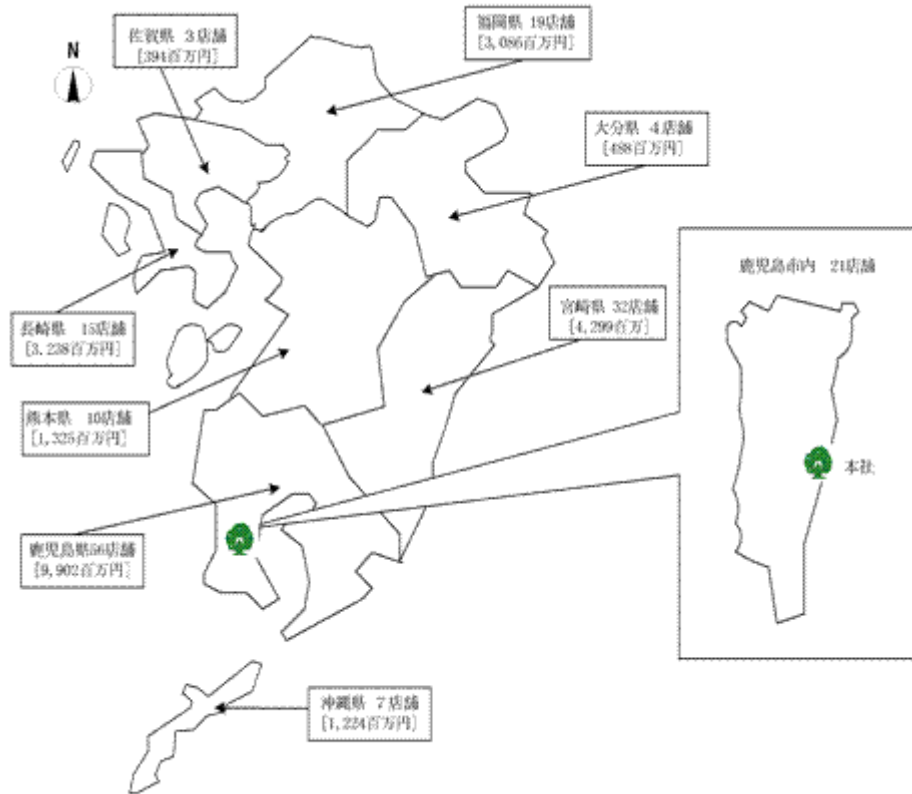 福岡県 19店舗
[3,086百万円]
佐賀県 3店舗
[394百万円]
N
大分県 4店舗
[488百万円]
鹿児島市内 21店舗
宮崎県 32店舗
[4,299百万]
長崎県 15店舗
[3,238百万円]
熊本県 10店舗
[1,325百万円]
本社
鹿児島県56店舗
[9,902百万円]
沖縄県 7店舗
[1,224百万円]